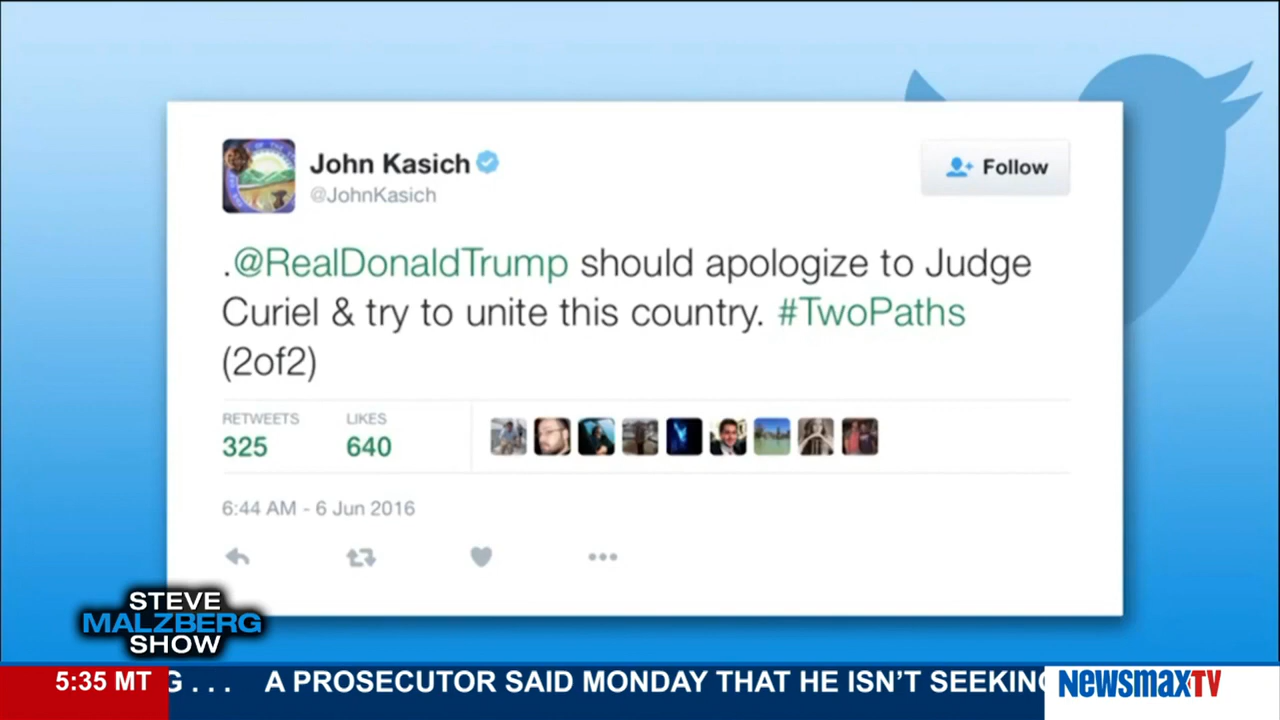 John Kasich
@JohnKasich
Follow
.@RealDonaldTrump should apologize to Judge
Curiel & try to unite this country. #TwoPaths
(2of2)
RETWEETS
325
LIKES
640
6:44 AM - 6 Jun 2016
STEVE
MALZBERG
SHOW
5:35 MT
G . . . A PROSECUTOR SAID MONDAY THAT HE ISN'T SEEKING
NEWSMAXTV